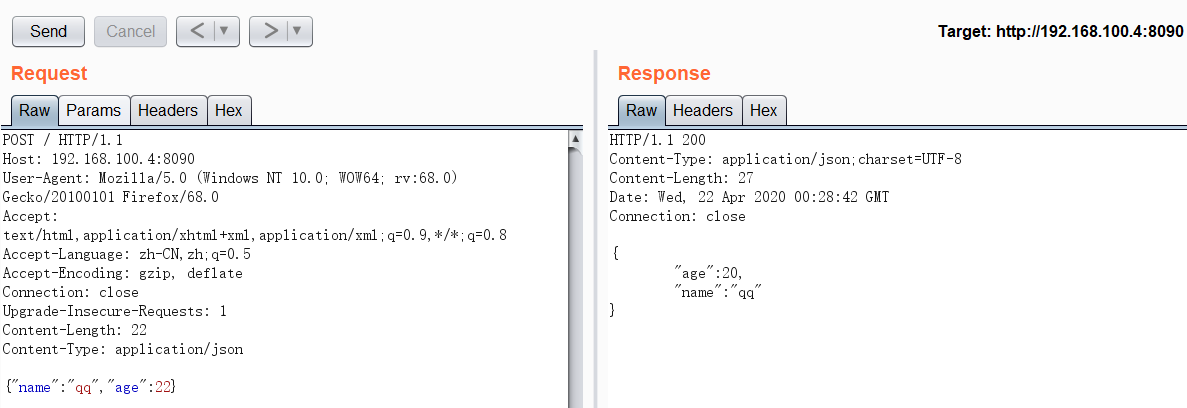 Send
Cancel
<
>
Target: http://192.168.100.4:8090
Request
Raw
Params
Headers
Hex
POST / HTTP/1.1
Host: 192.168.100.4:8090
User-Agent: Mozilla/5.0 (Windows NT 10.0; WOW64; rv:68.0)
Gecko/20100101 Firefox/68.0
Accept:
text/html,application/xhtml+xml,application/xml;q=0.9,*/*;q=0.8
Accept-Language: zh-CN,zh;q=0.5
Accept-Encoding: gzip, deflate
Connection: close
Upgrade-Insecure-Requests: 1
Content-Length: 22
Content-Type: application/json
{"name":"qq","age":22}
Response
Raw
Headers
Hex
HTTP/1.1 200
Content-Type: application/json;charset=UTF-8
Content-Length: 27
Date: Wed, 22 Apr 2020 00:28:42 GMT
Connection: close
{
"age":20,
"name":"qq"
}